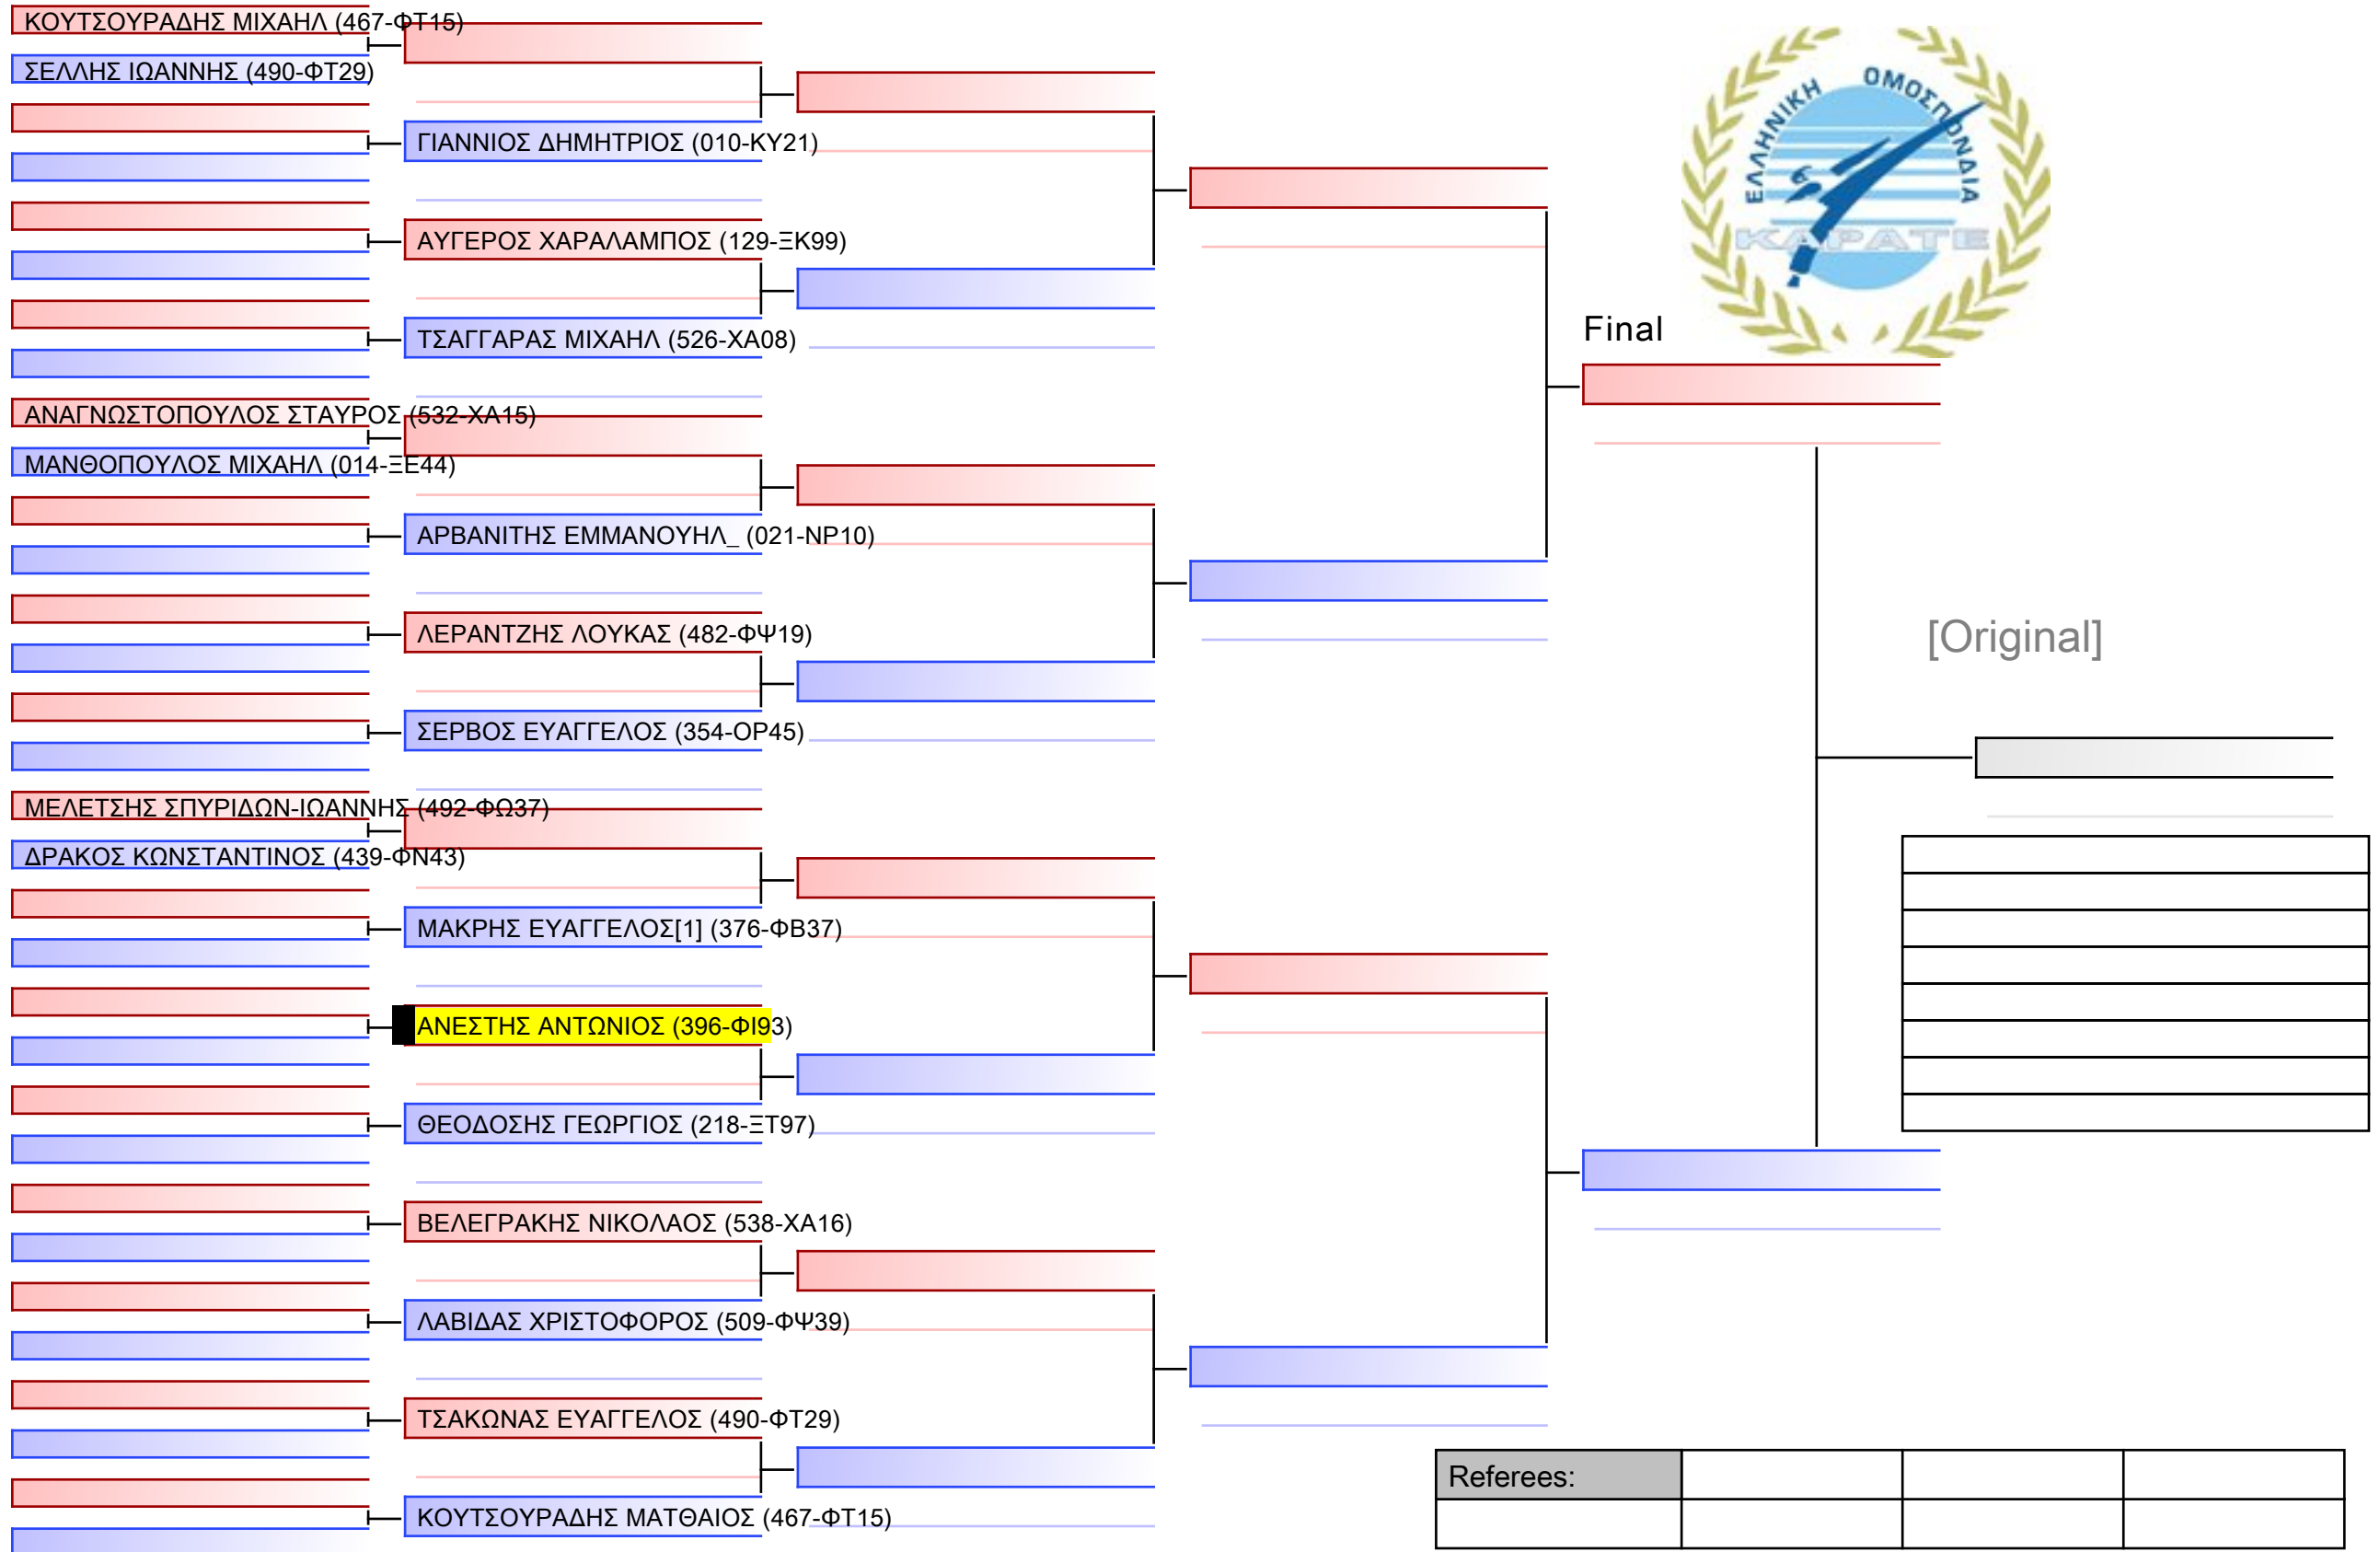 ΚΟΥΤΣΟΥΡΑΔΗΣ ΜΙΧΑΗΛ (467-ΦΤ15)
ΣΕΛΛΗΣ ΙΩΑΝΝΗΣ (490-ΦΤ29)
ΓΙΑΝΝΙΟΣ ΔΗΜΗΤΡΙΟΣ (010-ΚΥ21)
ΑΥΓΕΡΟΣ ΧΑΡΑΛΑΜΠΟΣ (129-ΞΚ99)
ΤΣΑΓΓΑΡΑΣ ΜΙΧΑΗΛ (526-ΧΑ08)
ΑΝΑΓΝΩΣΤΟΠΟΥΛΟΣ ΣΤΑΥΡΟΣ (532-ΧΑ15)
ΜΑΝΘΟΠΟΥΛΟΣ ΜΙΧΑΗΛ (014-ΞΕ44)
ΑΡΒΑΝΙΤΗΣ ΕΜΜΑΝΟΥΗΛ_ (021-ΝΡ10)
ΛΕΡΑΝΤΖΗΣ ΛΟΥΚΑΣ (482-ΦΨ19)
ΣΕΡΒΟΣ ΕΥΑΓΓΕΛΟΣ (354-ΟΡ45)
ΜΕΛΕΤΣΗΣ ΣΠΥΡΙΔΩΝ-ΙΩΑΝΝΗΣ (492-ΦΩ37)
ΔΡΑΚΟΣ ΚΩΝΣΤΑΝΤΙΝΟΣ (439-ΦΝ43)
ΜΑΚΡΗΣ ΕΥΑΓΓΕΛΟΣ[1] (376-ΦΒ37)
ΑΝΕΣΤΗΣ ΑΝΤΩΝΙΟΣ (396-ΦΙ93)
ΘΕΟΔΟΣΗΣ ΓΕΩΡΓΙΟΣ (218-ΞΤ97)
ΒΕΛΕΓΡΑΚΗΣ ΝΙΚΟΛΑΟΣ (538-ΧΑ16)
ΛΑΒΙΔΑΣ ΧΡΙΣΤΟΦΟΡΟΣ (509-ΦΨ39)
ΤΣΑΚΩΝΑΣ ΕΥΑΓΓΕΛΟΣ (490-ΦΤ29)
ΚΟΥΤΣΟΥΡΑΔΗΣ ΜΑΤΘΑΙΟΣ (467-ΦΤ15)
ΕΛΛΗΝΙΚΗ ΟΜΟΣΠΟΝΔΙΑ
ΚΑΡΑΤΕ
Final
[Original]
Referees: